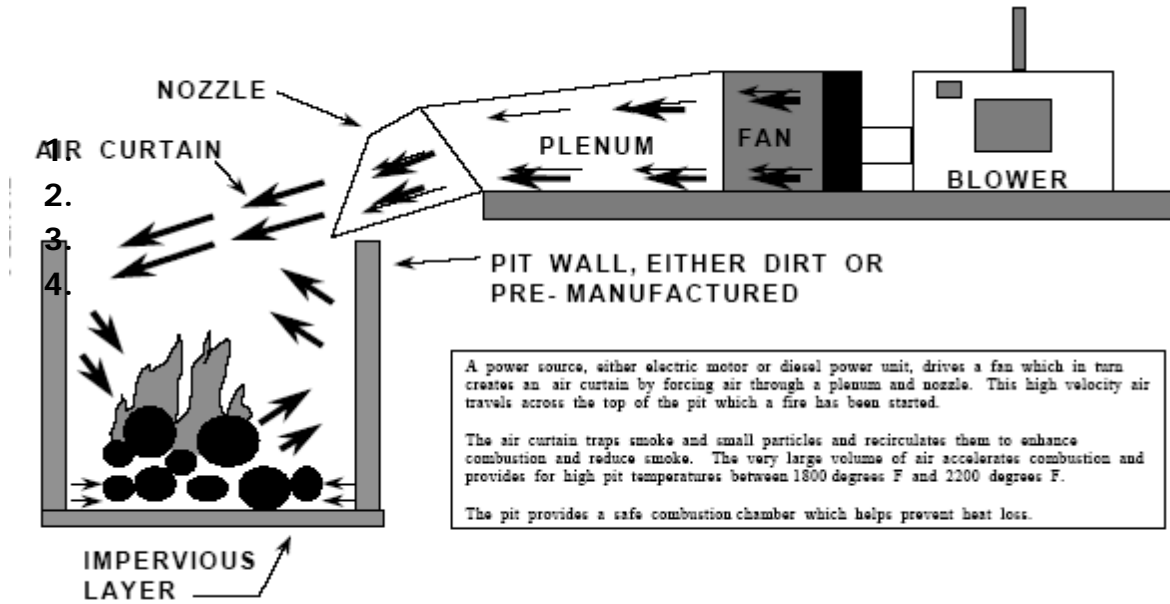 NOZZLE
AIR CURTAIN
1.
2.
3.
4.
PLENUM
FAN
BLOWER
PIT WALL, EITHER DIRT OR
PRE- MANUFACTURED
A power source, either electric motor or diesel power unit, drives a fan which in turn
creates an air curtain by forcing air through a plenum and nozzle. This high velocity air
travels across the top of the pit which a fire has been started.
The air curtain traps smoke and small particles and recirculates them to enhance
combustion and reduce smoke. The very large volume of air accelerates combustion and
provides for high pit temperatures between 1800 degrees F and 2200 degrees F.
The pit provides a safe combustion chamber which helps prevent heat loss.
IMPERVIOUS
LAYER